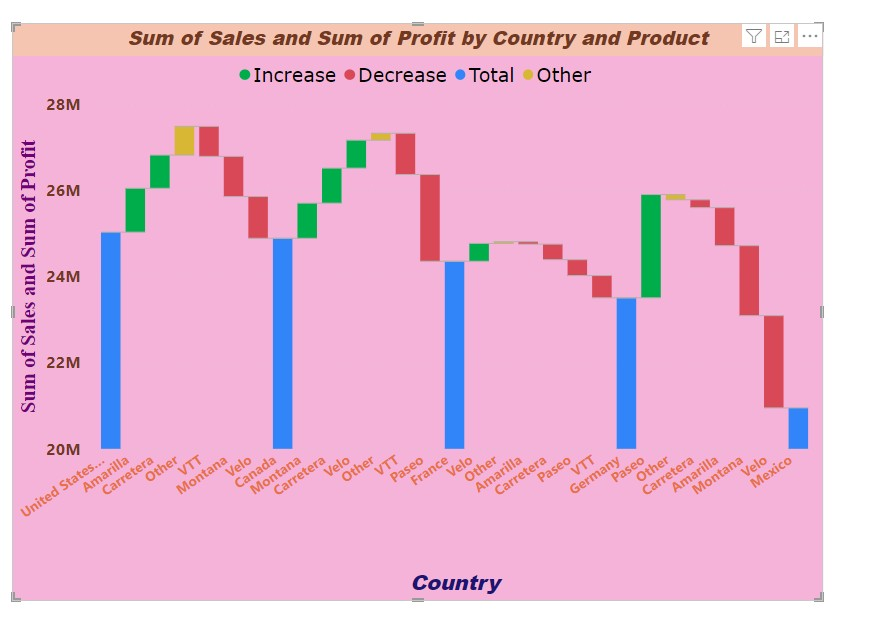 Sum of Sales and Sum of Profit by Country and Product
Increase Decrease Total Other
Sum of Sales and Sum of Profit
28M
26M
24M
22M
20M
United States...
Amarilla
Carretera
Other
VTT
Montana
Velo
Canada
Montana
Carretera
Velo
Other
VTT
Paseo
France
Velo
Other
Amarilla
Carretera
Paseo
VTT
Germany
Paseo
Other
Carretera
Amarilla
Montana
Velo
Mexico
Country